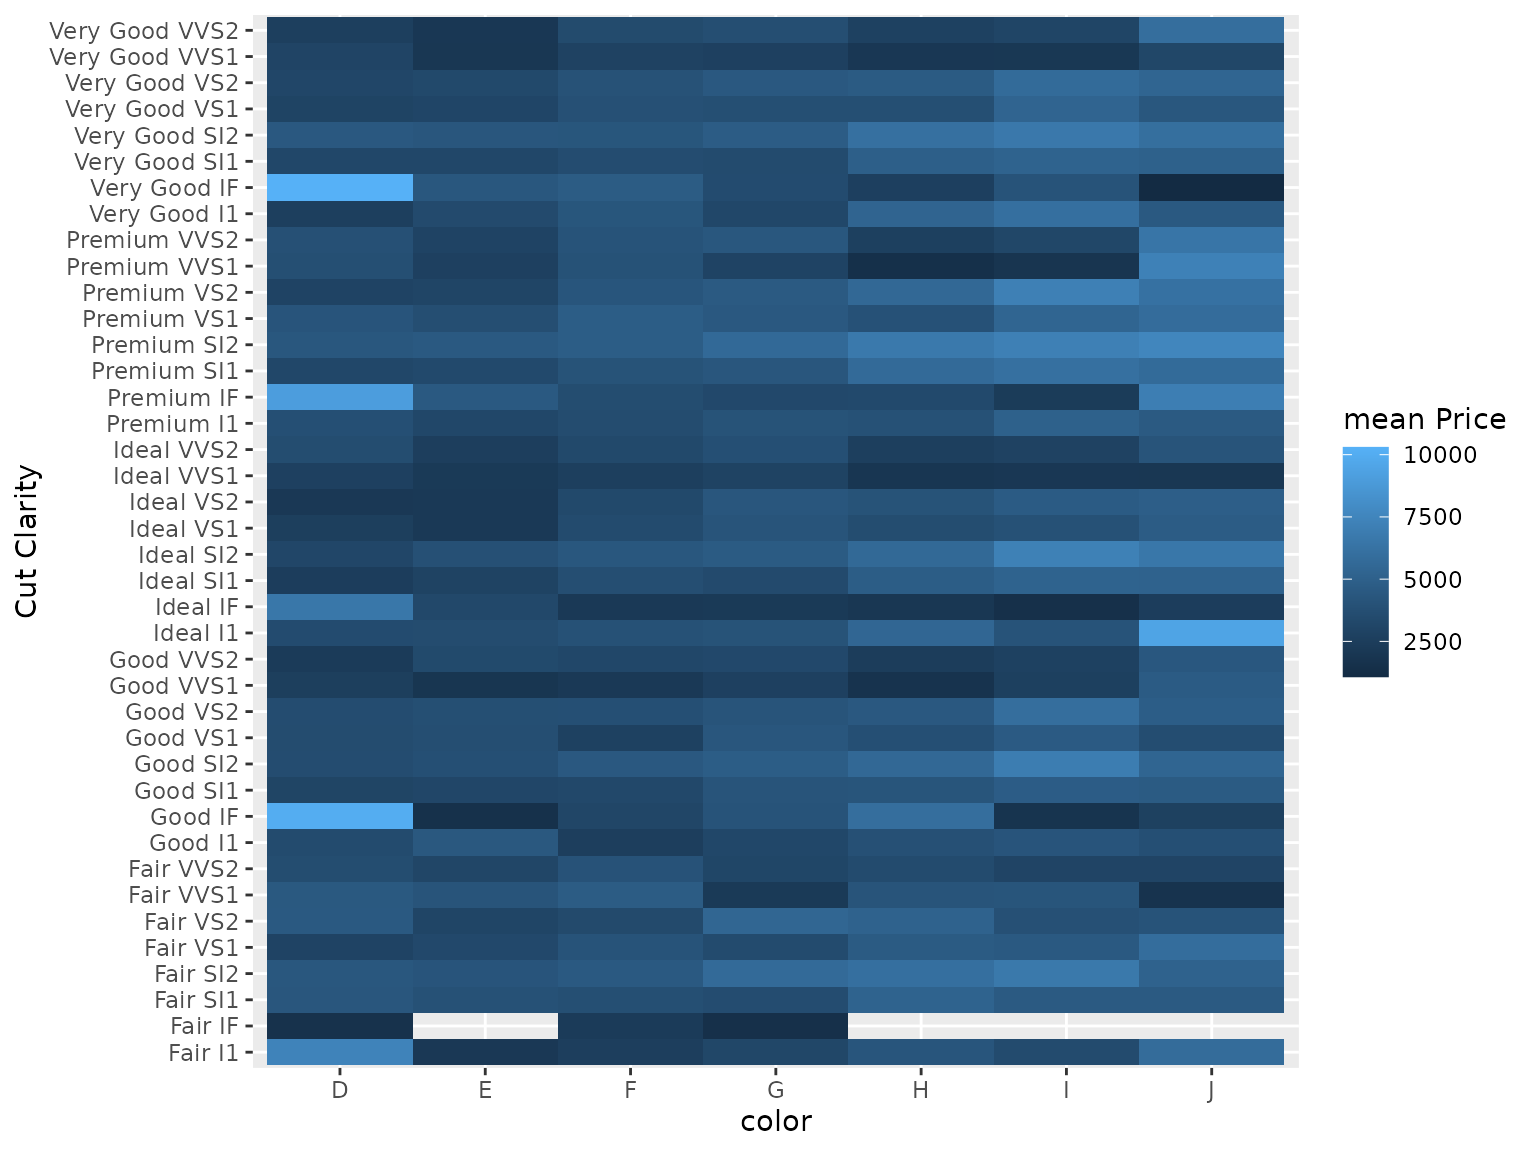 Very Good VVS2
Very Good VVS1
Very Good VS2
Very Good VS1
Very Good SI2
Very Good SI1
Very Good IF
Very Good I1
Premium VVS2
Premium VVS1
Premium VS2
Premium VS1
Premium SI2
Premium SI1
Premium IF
Premium I1
Ideal VVS2
Ideal VVS1
Ideal VS2
Ideal VS1
Ideal SI2
Ideal SI1
Ideal IF
Ideal I1
Good VVS2
Good VVS1
Good VS2
Good VS1
Good SI2
Good SI1
Good IF
Good I1
Fair VVS2
Fair VVS1
Fair VS2
Fair VS1
Fair SI2
Fair SI1
Fair IF
Fair I1
Cut Clarity
D E F G H I J
color
mean Price
10000
7500
5000
2500